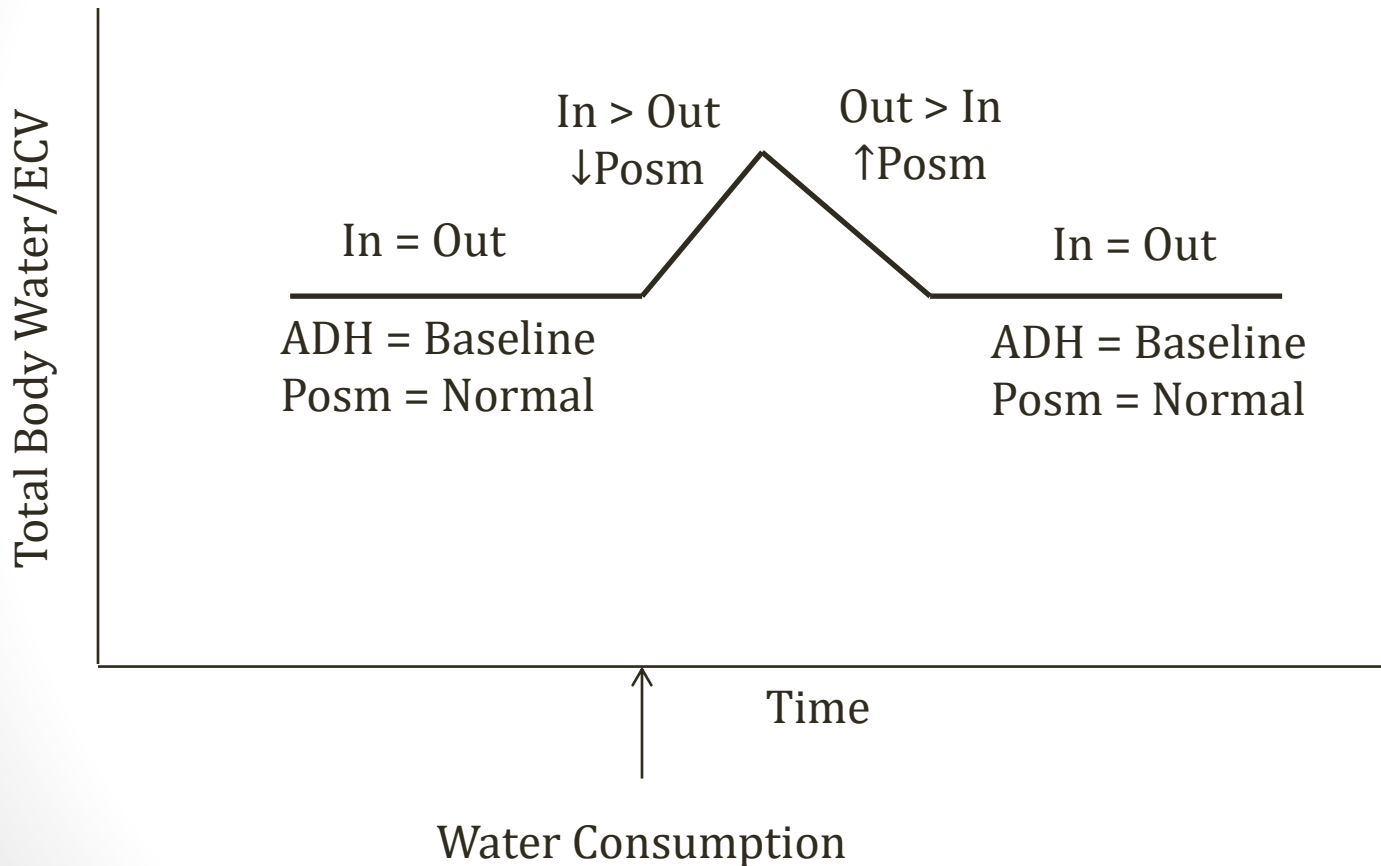 Total Body Water/ECV
In > Out
↓Posm
Out > In
↑Posm
In = Out
In = Out
ADH = Baseline
Posm = Normal
ADH = Baseline
Posm = Normal
Time
Water Consumption